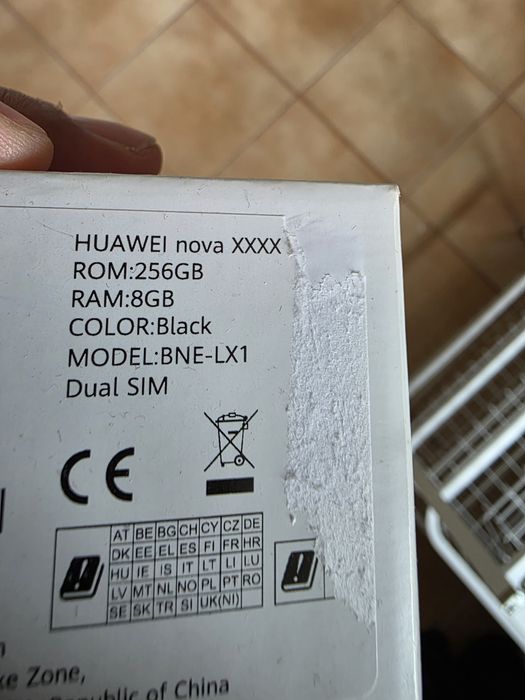 HUAWEI nova XXXX
ROM:256GB
RAM:8GB
COLOR:Black
MODEL:BNE-LX1
Dual SIM
CE
AT BE BG CH CY CZ DE
DK EE EL ES FI FR HR
HU IE IS IT LT LI LU
LV MT NL NO PL PT RO
SE SK TR SI UK(NI)
Zone,
of China